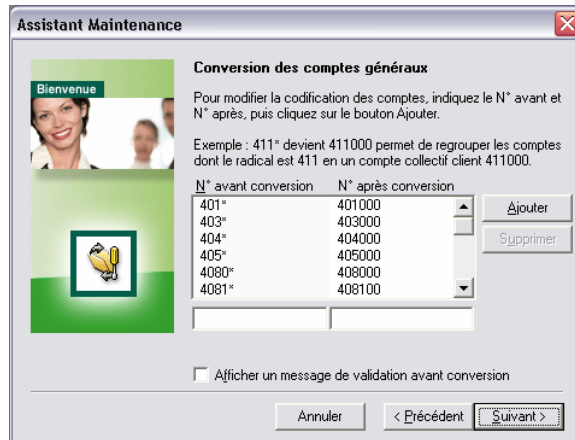 Assistant Maintenance
Bienvenue
Conversion des comptes généraux
Pour modifier la codification des comptes, indiquez le N° avant et
N° après, puis cliquez sur le bouton Ajouter.
Exemple : 411* devient 411000 permet de regrouper les comptes
dont le radical est 411 en un compte collectif client 411000.
N° avant conversion N° après conversion
401* 401000
403* 403000
404* 404000
405* 405000
4080* 408000
4081* 408100
Ajouter
Supprimer
Afficher un message de validation avant conversion
Annuler < Précédent Suivant >